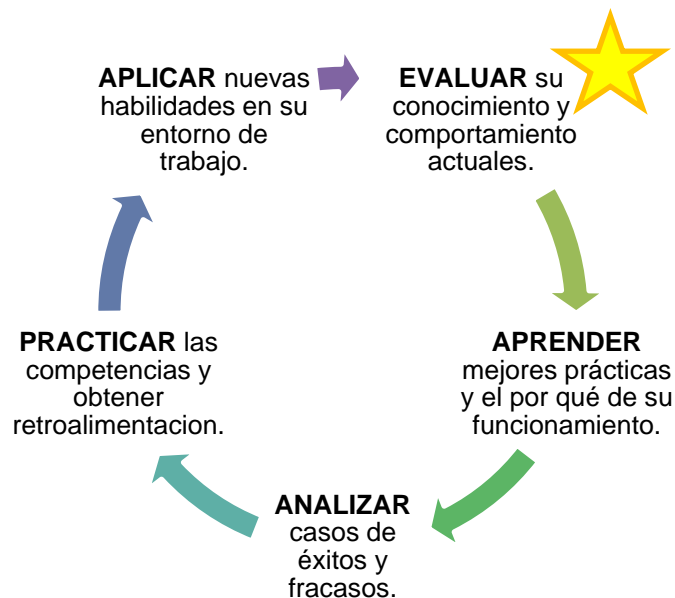 APLICAR nuevas
habilidades en su
entorno de
trabajo.
EVALUAR su
conocimiento y
comportamiento
actuales.
APRENDER
mejores prácticas
y el por qué de su
funcionamiento.
ANALIZAR
casos de
éxitos y
fracasos.
PRACTICAR las
competencias y
obtener
retroalimentacion.